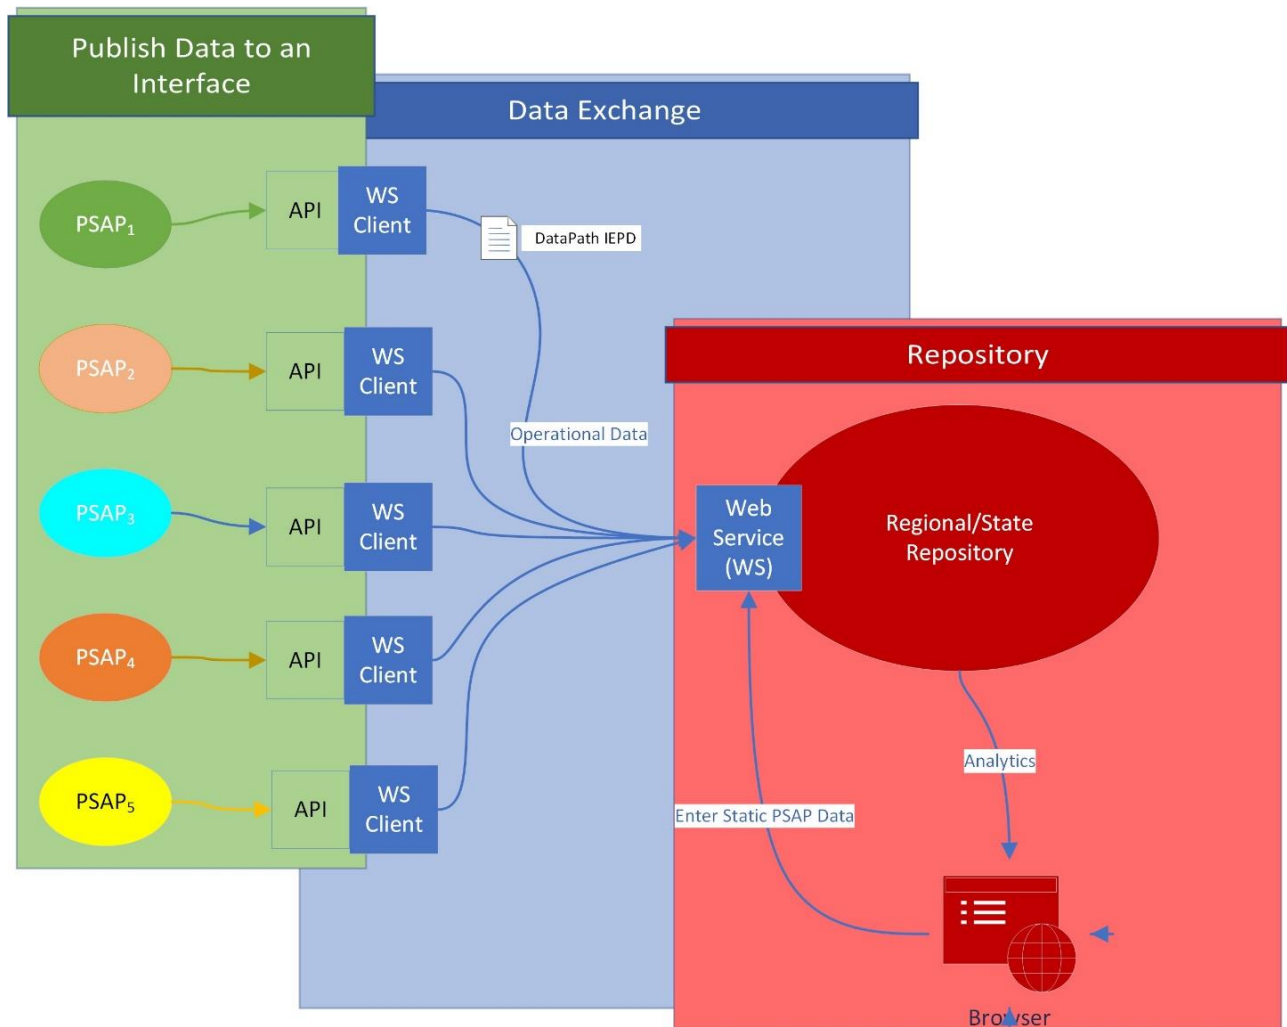 Publish Data to an
Interface
Data Exchange
PSAP₁
API
WS
Client
DataPath IEPD
PSAP₂
API
WS
Client
Repository
Operational Data
PSAP₃
API
WS
Client
Web
Service
(WS)
Regional/State
Repository
PSAP₄
API
WS
Client
Analytics
PSAP₅
API
WS
Client
Enter Static PSAP Data
Browser